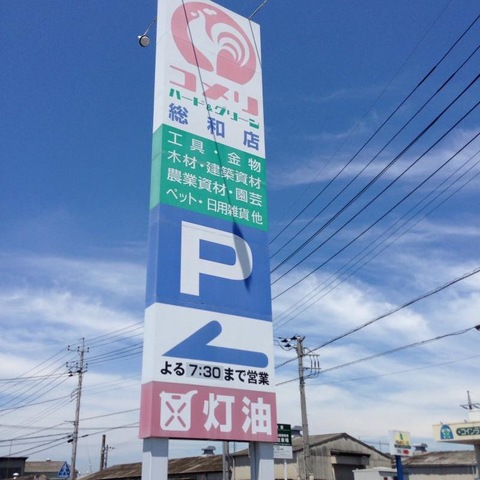 コメリ
ハード&グリーン
総和店
工具・金物
木材・建築資材
農業資材・園芸
ペット・日用雑貨 他
P
よる7:30まで営業
灯油